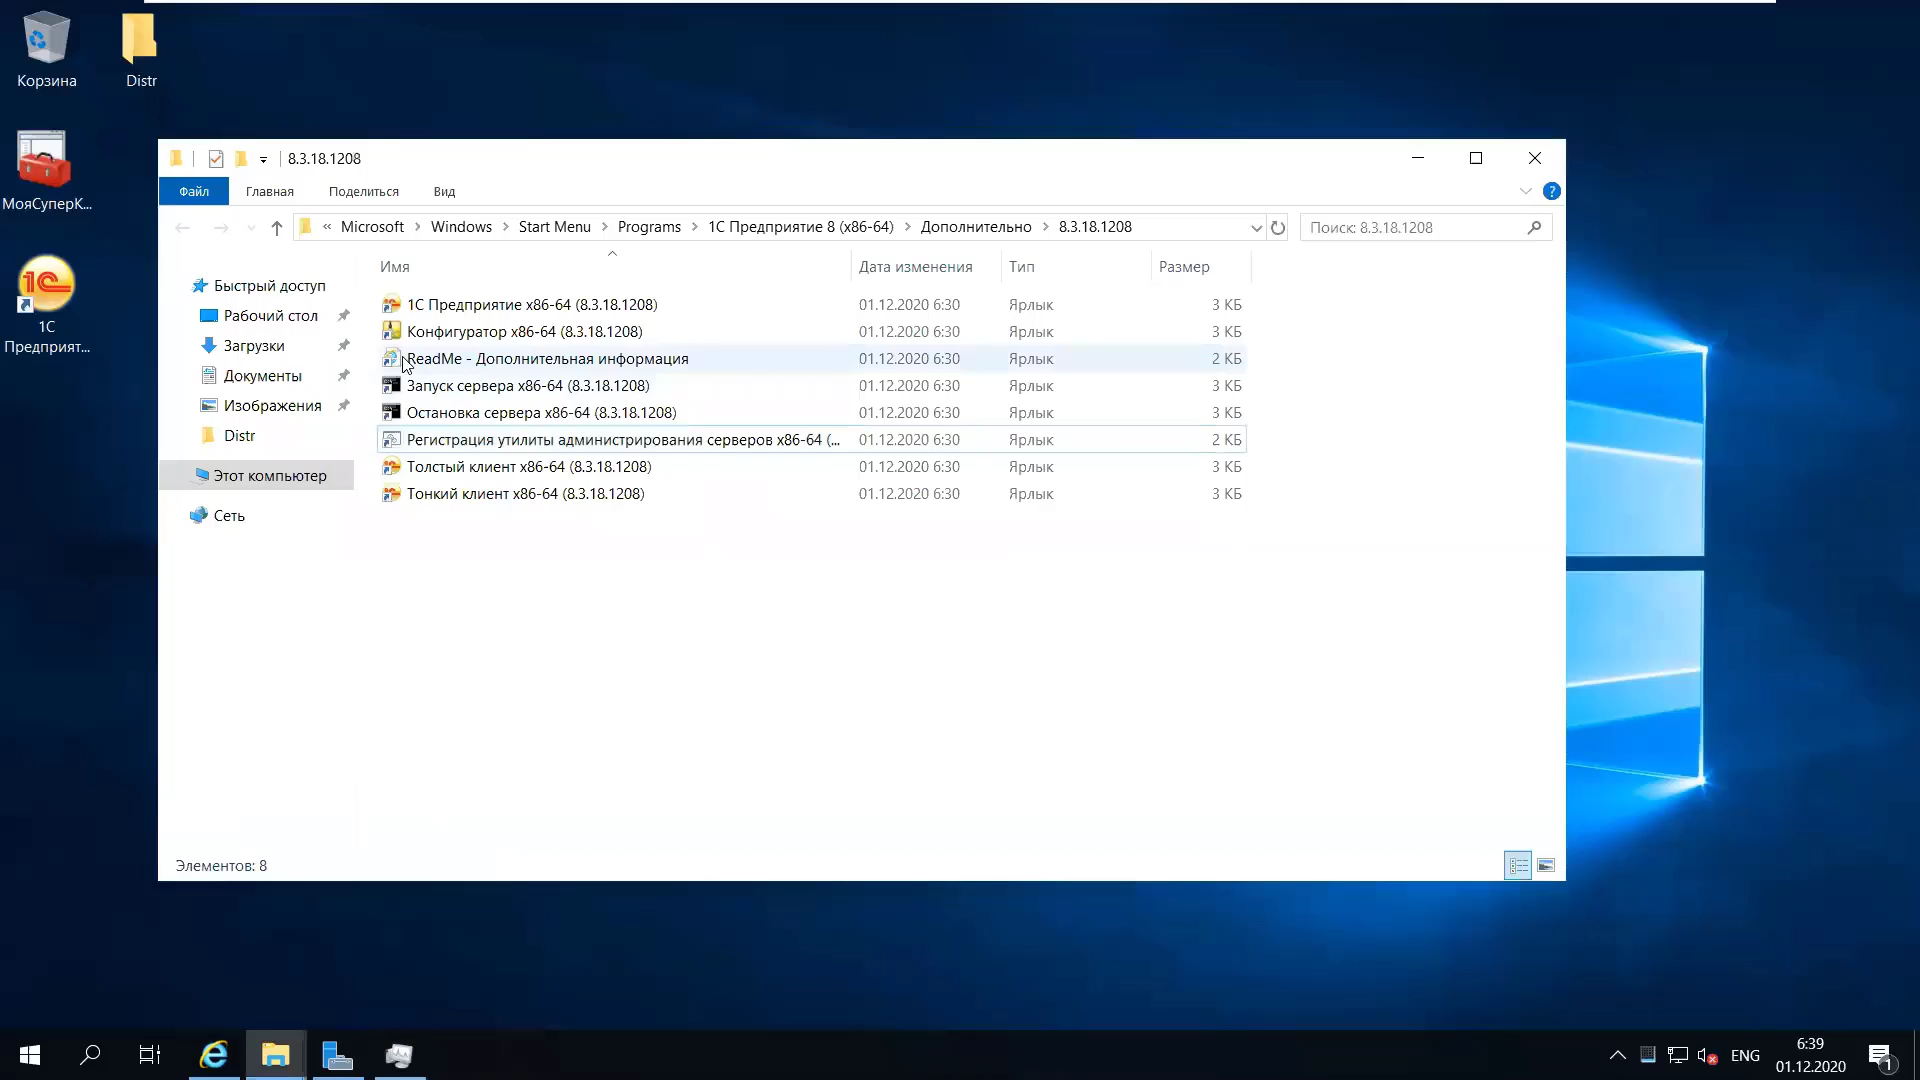 Корзина
Distr
МояСуперК...
1С
Предприят...
8.3.18.1208
Файл
Главная
Поделиться
Вид
« Microsoft › Windows › Start Menu › Programs › 1С Предприятие 8 (x86-64) › Дополнительно › 8.3.18.1208
Поиск: 8.3.18.1208
Имя
Дата изменения
Тип
Размер
Быстрый доступ
Рабочий стол
Загрузки
Документы
Изображения
Distr
Этот компьютер
Сеть
1С Предприятие x86-64 (8.3.18.1208) 01.12.2020 6:30 Ярлык 3 КБ
Конфигуратор x86-64 (8.3.18.1208) 01.12.2020 6:30 Ярлык 3 КБ
ReadMe - Дополнительная информация 01.12.2020 6:30 Ярлык 2 КБ
Запуск сервера x86-64 (8.3.18.1208) 01.12.2020 6:30 Ярлык 3 КБ
Остановка сервера x86-64 (8.3.18.1208) 01.12.2020 6:30 Ярлык 3 КБ
Регистрация утилиты администрирования серверов x86-64 (... 01.12.2020 6:30 Ярлык 2 КБ
Толстый клиент x86-64 (8.3.18.1208) 01.12.2020 6:30 Ярлык 3 КБ
Тонкий клиент x86-64 (8.3.18.1208) 01.12.2020 6:30 Ярлык 3 КБ
Элементов: 8
ENG
6:39
01.12.2020
1